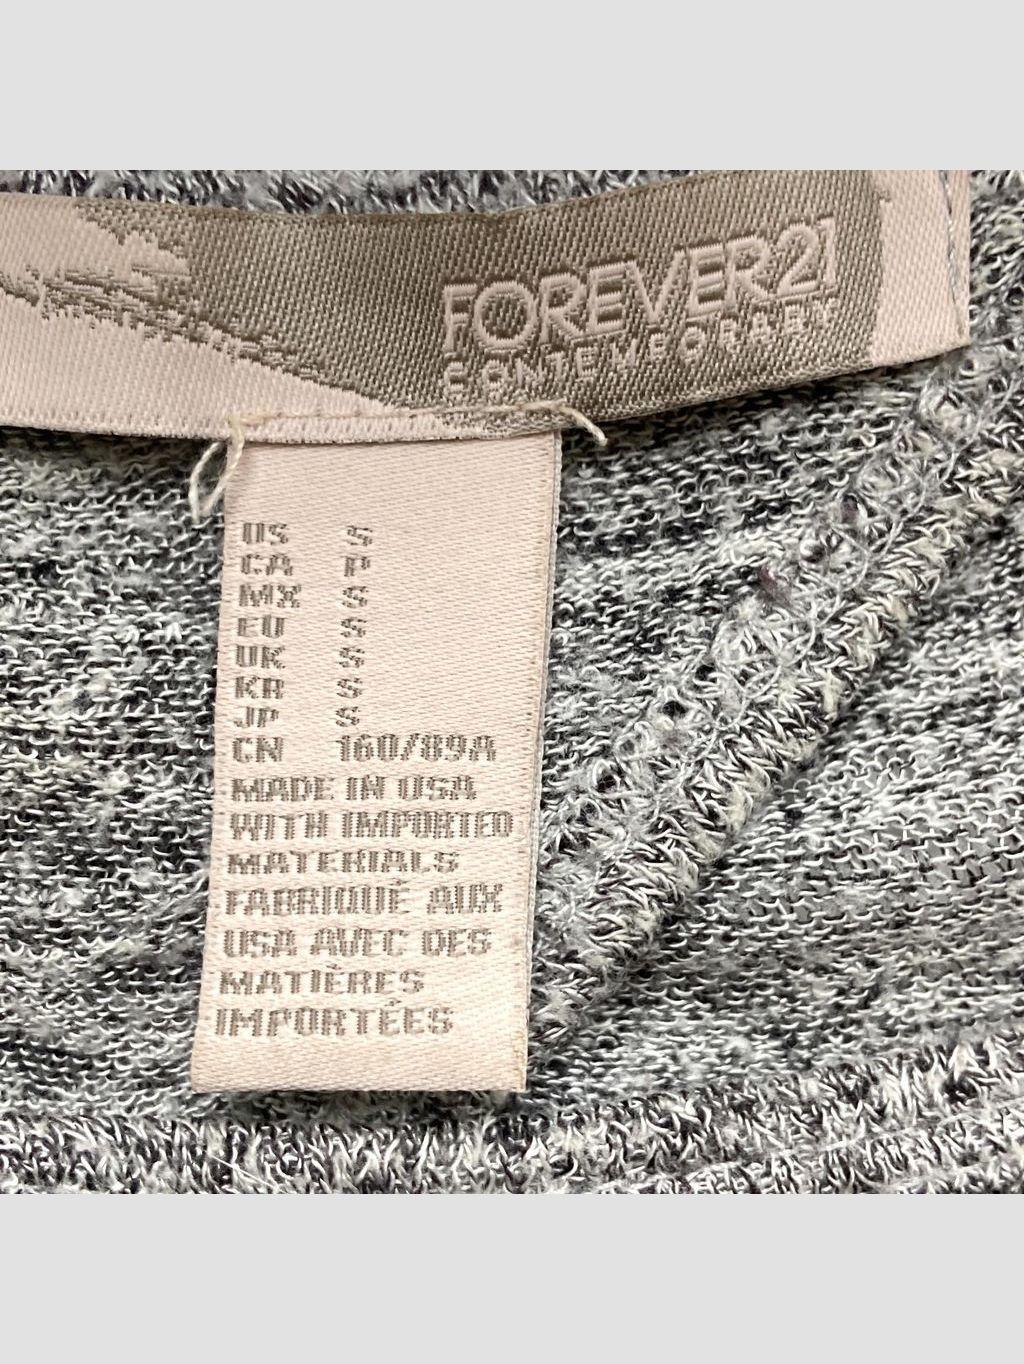 FOREVER21
CONTEMPORARY
US S
CA P
MX S
EU S
UK S
KR S
JP S
CN 160/89A
MADE IN USA
WITH IMPORTED
MATERIALS
FABRIQUÉ AUX
USA AVEC DES
MATIÈRES
IMPORTÉES